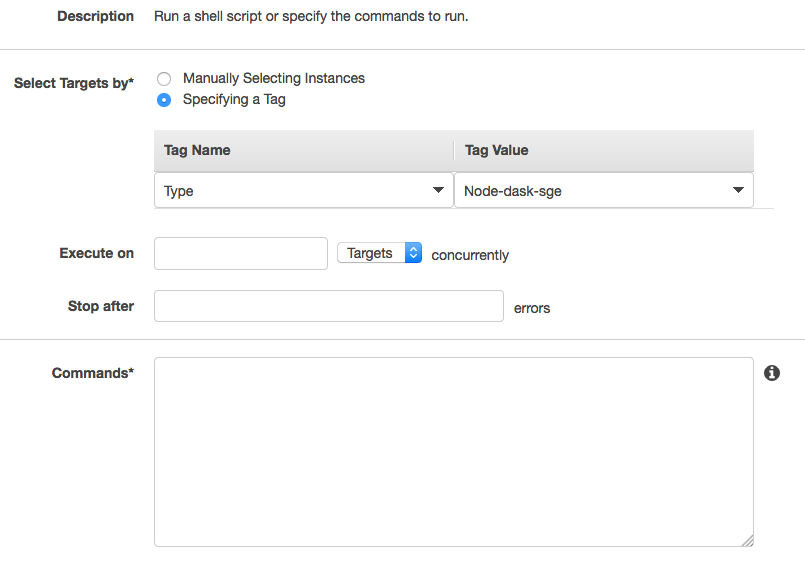 Description Run a shell script or specify the commands to run.
Select Targets by* Manually Selecting Instances
Specifying a Tag
Tag Name Tag Value
Type Node-dask-sge
Execute on Targets concurrently
Stop after errors
Commands*